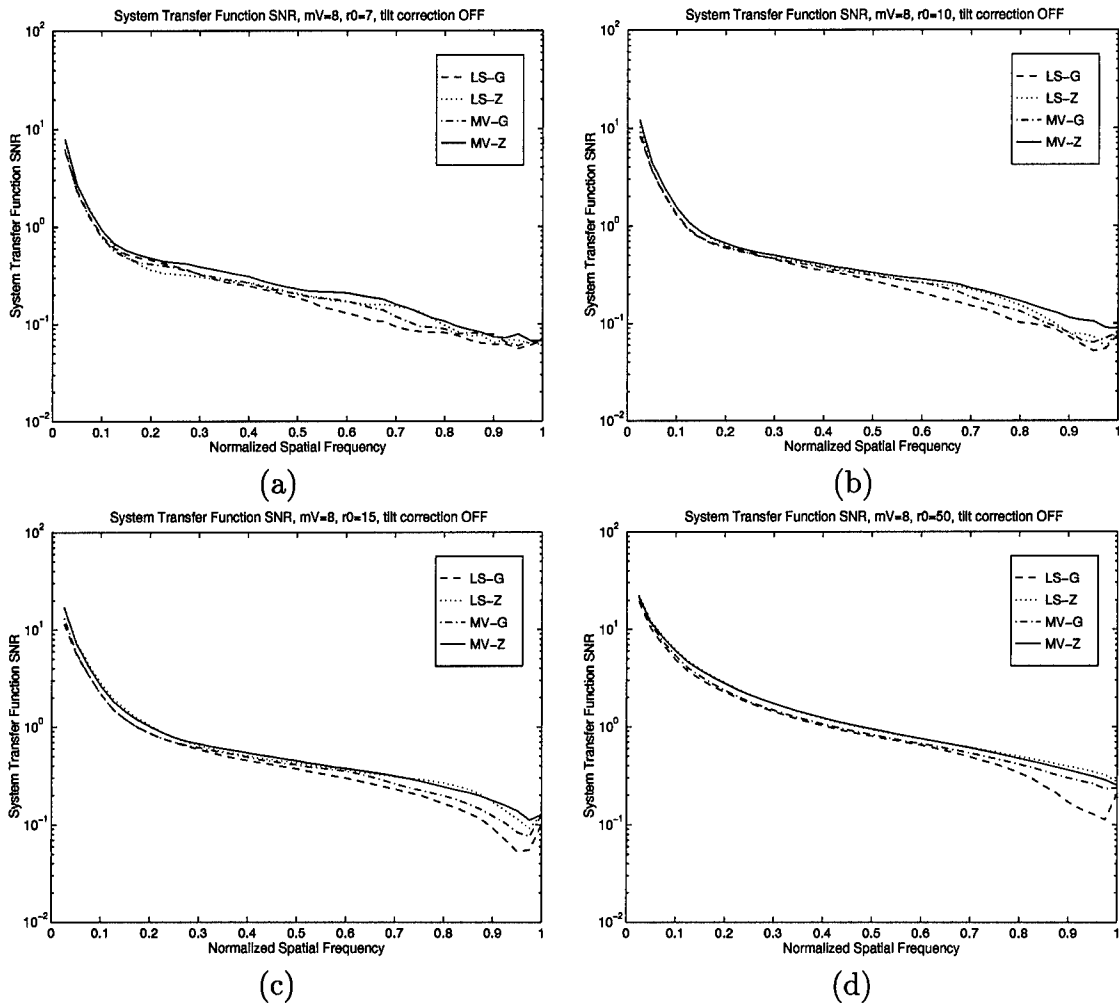 System Transfer Function SNR, mV=8, r0=7, tilt correction OFF
10^2
10^1
10^0
10^-1
10^-2
System Transfer Function SNR
LS-G
LS-Z
MV-G
MV-Z
0 0.1 0.2 0.3 0.4 0.5 0.6 0.7 0.8 0.9 1
Normalized Spatial Frequency
(a)
System Transfer Function SNR, mV=8, r0=10, tilt correction OFF
10^2
10^1
10^0
10^-1
10^-2
System Transfer Function SNR
LS-G
LS-Z
MV-G
MV-Z
0 0.1 0.2 0.3 0.4 0.5 0.6 0.7 0.8 0.9 1
Normalized Spatial Frequency
(b)
System Transfer Function SNR, mV=8, r0=15, tilt correction OFF
10^2
10^1
10^0
10^-1
10^-2
System Transfer Function SNR
LS-G
LS-Z
MV-G
MV-Z
0 0.1 0.2 0.3 0.4 0.5 0.6 0.7 0.8 0.9 1
Normalized Spatial Frequency
(c)
System Transfer Function SNR, mV=8, r0=50, tilt correction OFF
10^2
10^1
10^0
10^-1
10^-2
System Transfer Function SNR
LS-G
LS-Z
MV-G
MV-Z
0 0.1 0.2 0.3 0.4 0.5 0.6 0.7 0.8 0.9 1
Normalized Spatial Frequency
(d)